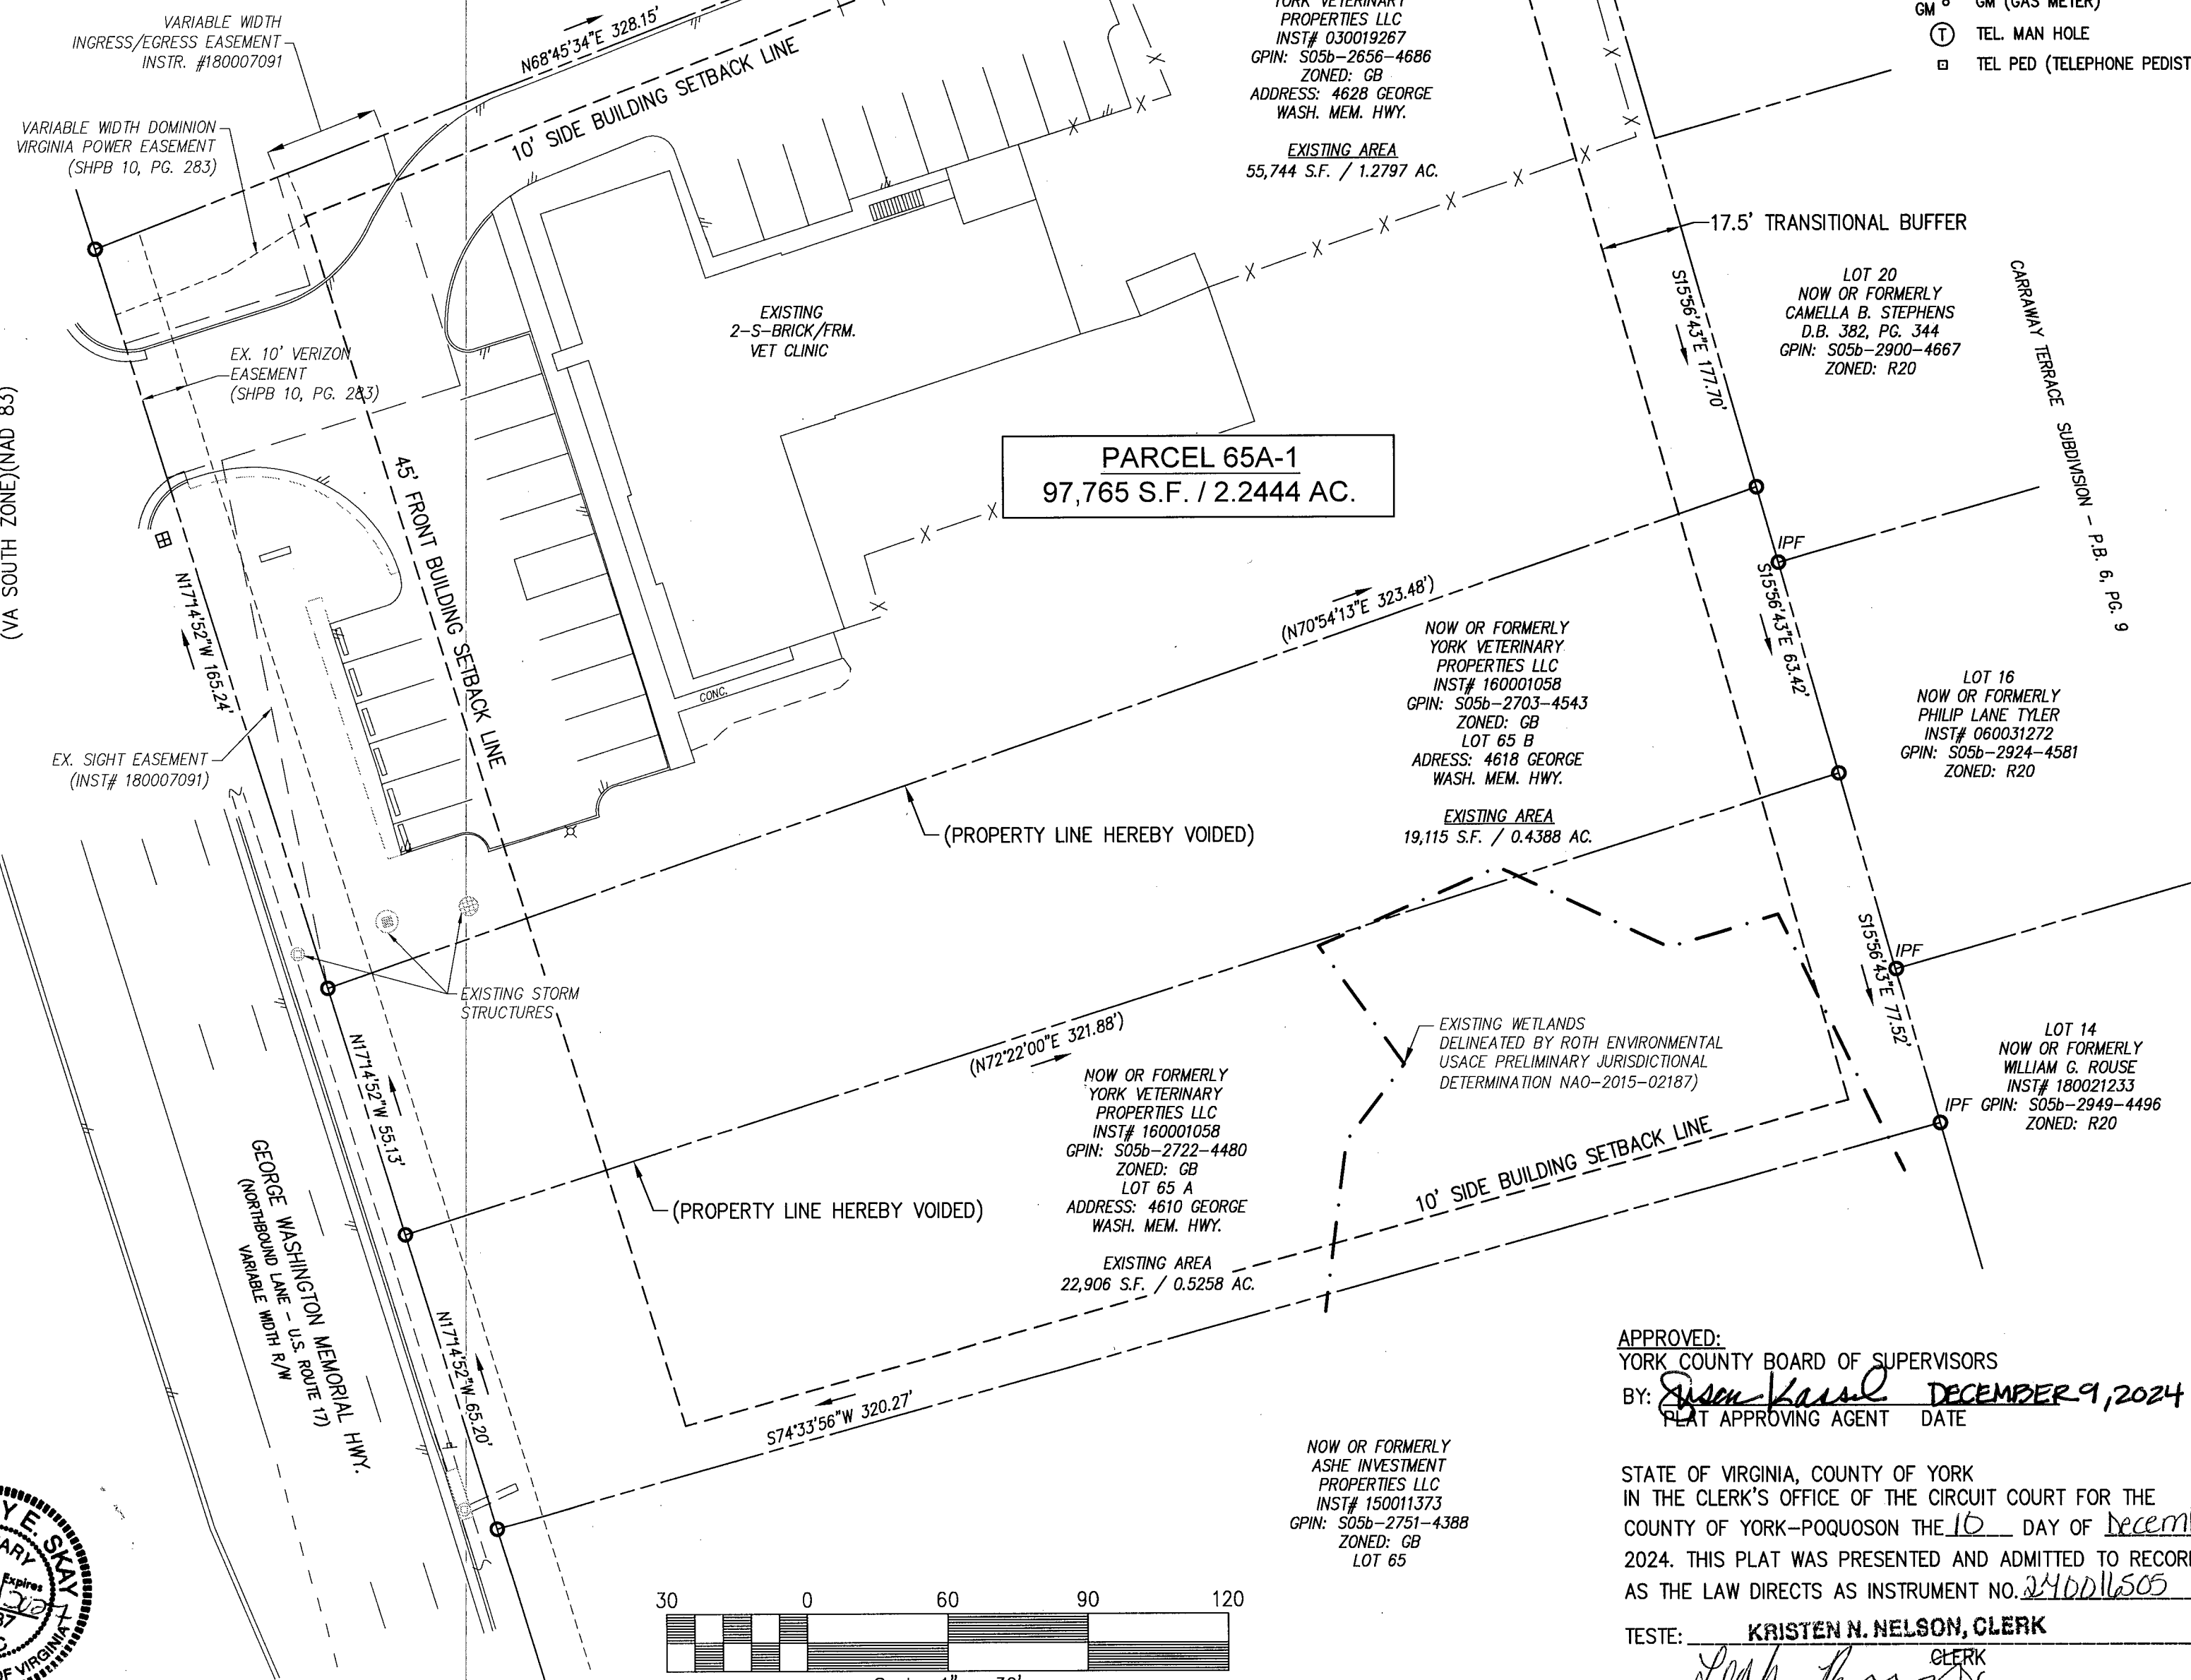 VARIABLE WIDTH
INGRESS/EGRESS EASEMENT
INSTR. #180007091
N68°45'34"E 328.15'
10' SIDE BUILDING SETBACK LINE
YORK VETERINARY
PROPERTIES LLC
INST# 030019267
GPIN: S05b-2656-4686
ZONED: GB
ADDRESS: 4628 GEORGE
WASH. MEM. HWY.
EXISTING AREA
55,744 S.F. / 1.2797 AC.
GM GM (GAS METER)
T TEL. MAN HOLE
TEL PED (TELEPHONE PEDIST
VARIABLE WIDTH DOMINION
VIRGINIA POWER EASEMENT
(SHPB 10, PG. 283)
17.5' TRANSITIONAL BUFFER
S15°56'43"E 177.70'
LOT 20
NOW OR FORMERLY
CAMELLA B. STEPHENS
D.B. 382, PG. 344
GPIN: S05b-2900-4667
ZONED: R20
CARRAWAY TERRACE SUBDIVISION - P.B. 6, PG. 9
EXISTING
2-S-BRICK/FRM.
VET CLINIC
EX. 10' VERIZON
EASEMENT
(SHPB 10, PG. 283)
(VA SOUTH ZONE)(NAD 83)
45' FRONT BUILDING SETBACK LINE
PARCEL 65A-1
97,765 S.F. / 2.2444 AC.
IPF
S15°56'43"E 63.42'
N17°14'52"W 165.24'
(N70°54'13"E 323.48')
NOW OR FORMERLY
YORK VETERINARY
PROPERTIES LLC
INST# 160001058
GPIN: S05b-2703-4543
ZONED: GB
LOT 65 B
ADRESS: 4618 GEORGE
WASH. MEM. HWY.
EXISTING AREA
19,115 S.F. / 0.4388 AC.
LOT 16
NOW OR FORMERLY
PHILIP LANE TYLER
INST# 060031272
GPIN: S05b-2924-4581
ZONED: R20
CONC.
EX. SIGHT EASEMENT
(INST# 180007091)
(PROPERTY LINE HEREBY VOIDED)
IPF
S15°56'43"E 77.52'
EXISTING STORM
STRUCTURES
N17°14'52"W 55.13'
(N72°22'00"E 321.88')
EXISTING WETLANDS
DELINEATED BY ROTH ENVIRONMENTAL
USACE PRELIMINARY JURISDICTIONAL
DETERMINATION NAO-2015-02187)
LOT 14
NOW OR FORMERLY
WILLIAM G. ROUSE
INST# 180021233
IPF GPIN: S05b-2949-4496
ZONED: R20
NOW OR FORMERLY
YORK VETERINARY
PROPERTIES LLC
INST# 160001058
GPIN: S05b-2722-4480
ZONED: GB
LOT 65 A
ADDRESS: 4610 GEORGE
WASH. MEM. HWY.
EXISTING AREA
22,906 S.F. / 0.5258 AC.
(PROPERTY LINE HEREBY VOIDED)
10' SIDE BUILDING SETBACK LINE
GEORGE WASHINGTON MEMORIAL HWY.
(NORTHBOUND LANE - U.S. ROUTE 17)
VARIABLE WIDTH R/W
N17°14'52"W 65.20'
S74°33'56"W 320.27'
NOW OR FORMERLY
ASHE INVESTMENT
PROPERTIES LLC
INST# 150011373
GPIN: S05b-2751-4388
ZONED: GB
LOT 65
APPROVED:
YORK COUNTY BOARD OF SUPERVISORS
BY: Susan Kassel DECEMBER 9, 2024
PLAT APPROVING AGENT DATE
STATE OF VIRGINIA, COUNTY OF YORK
IN THE CLERK'S OFFICE OF THE CIRCUIT COURT FOR THE
COUNTY OF YORK-POQUOSON THE 10 DAY OF Decem
2024. THIS PLAT WAS PRESENTED AND ADMITTED TO RECOR
AS THE LAW DIRECTS AS INSTRUMENT NO. 240016505
TESTE: KRISTEN N. NELSON, CLERK
CLERK
Y E. SKAY
ARY
Expires
OF VIRGINIA
30 0 60 90 120